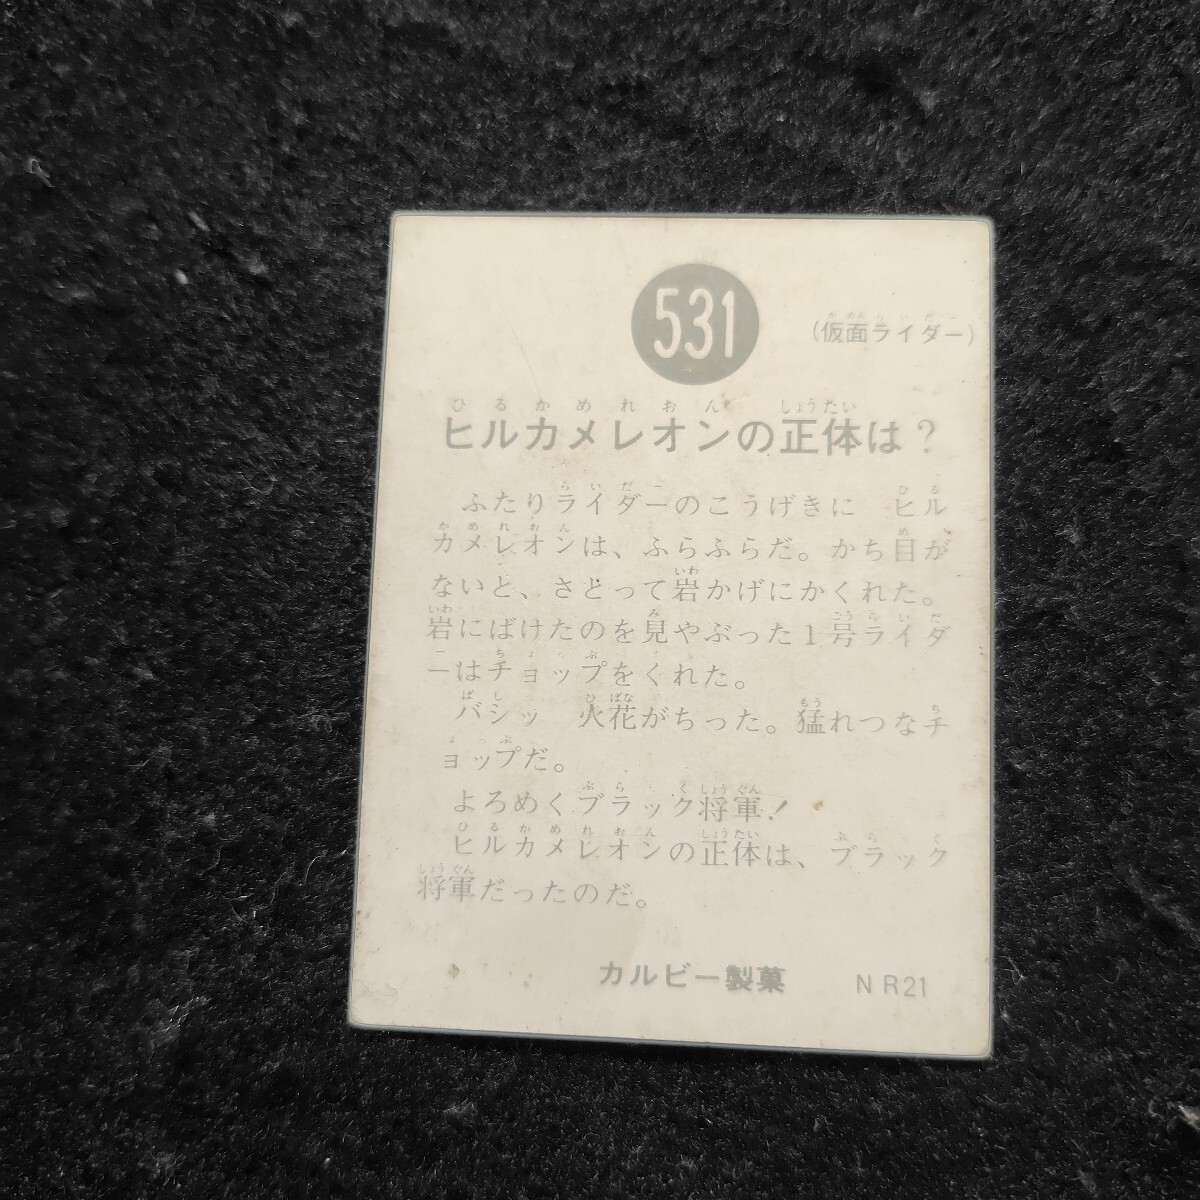 531
(仮面ライダー)
ヒルカメレオンの正体は?
ふたりライダーのこうげきに ヒル
カメレオンは、ふらふらだ。かち目が
ないと、さとって岩かげにかくれた。
岩にばけたのを見やぶった1号ライダ
ーはチョップをくれた。
バシッ 火花がちった。猛れつなチ
ョップだ。
よろめくブラック将軍!
ヒルカメレオンの正体は、ブラック
将軍だったのだ。
カルビー製菓 NR21